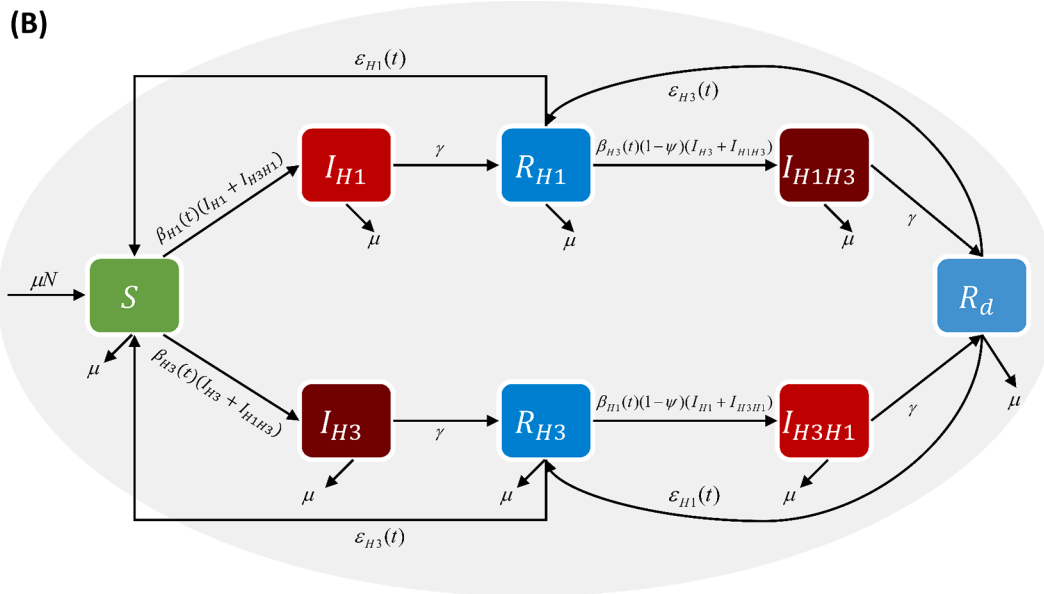 (B)
ε_{H1}(t)
ε_{H3}(t)
β_{H1}(t)(I_{H1} + I_{H3H1})
I_{H1}
γ
R_{H1}
β_{H3}(t)(1−ψ)(I_{H3} + I_{H1H3})
I_{H1H3}
γ
μ
μ
μ
μN
S
R_d
μ
μ
β_{H3}(t)(I_{H3} + I_{H1H3})
I_{H3}
γ
R_{H3}
β_{H1}(t)(1−ψ)(I_{H1} + I_{H3H1})
I_{H3H1}
γ
μ
μ
μ
ε_{H1}(t)
ε_{H3}(t)